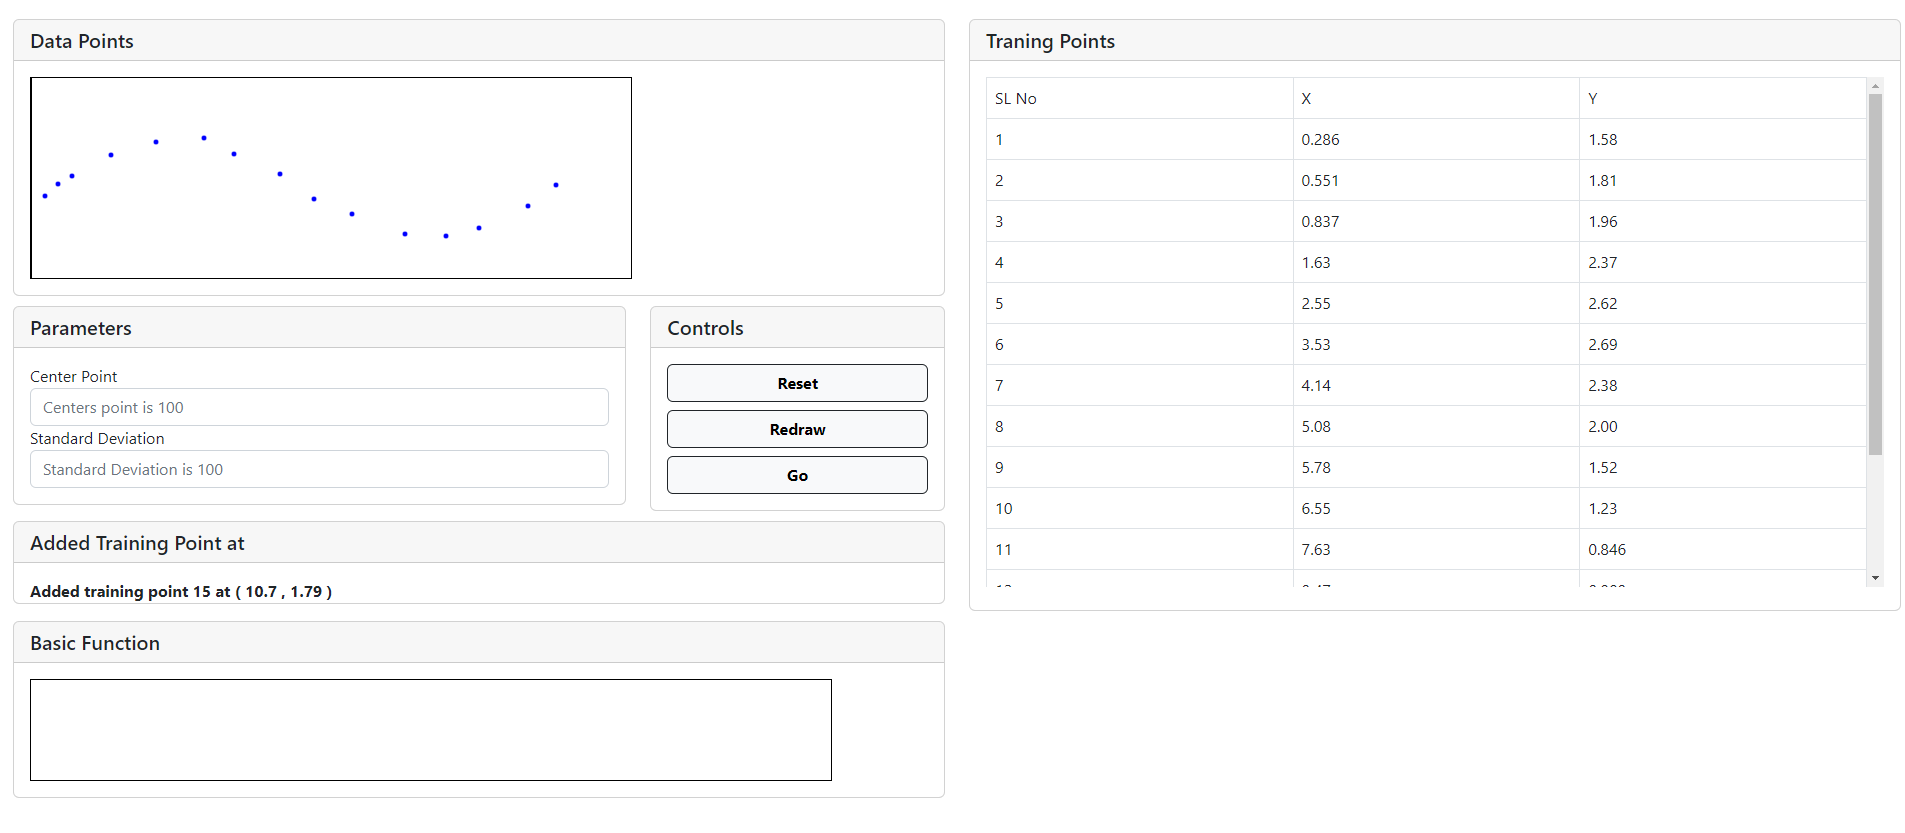 Data Points
Parameters
Center Point
Centers point is 100
Standard Deviation
Standard Deviation is 100
Controls
Reset
Redraw
Go
Added Training Point at
Added training point 15 at ( 10.7 , 1.79 )
Basic Function
Traning Points
SL No X Y
1 0.286 1.58
2 0.551 1.81
3 0.837 1.96
4 1.63 2.37
5 2.55 2.62
6 3.53 2.69
7 4.14 2.38
8 5.08 2.00
9 5.78 1.52
10 6.55 1.23
11 7.63 0.846